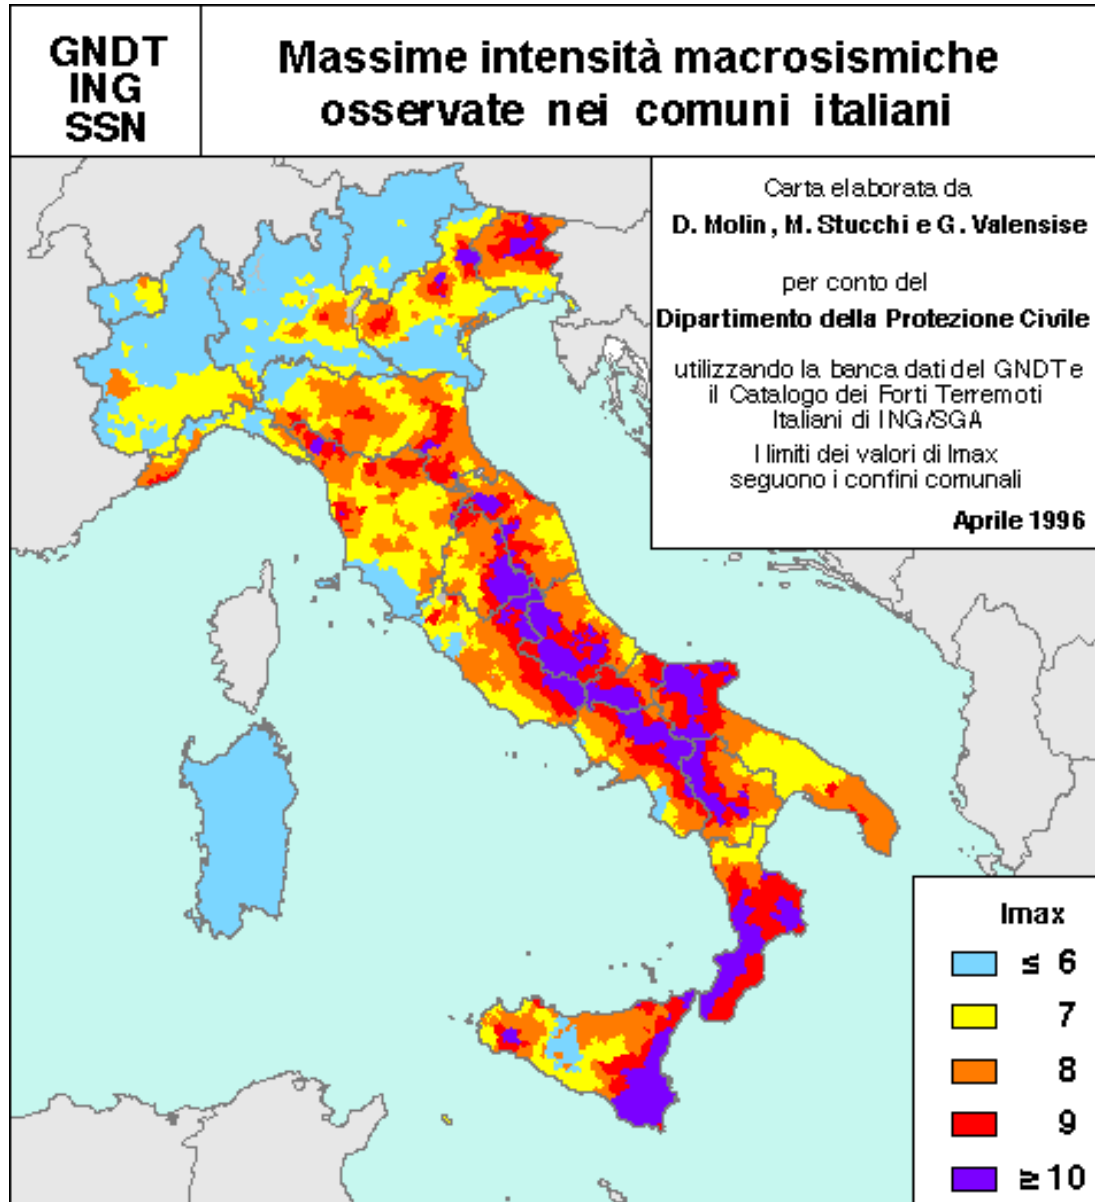 GNDT
ING
SSN
Massime intensità macrosismiche
osservate nei comuni italiani
Carta elaborata da
D. Molin, M. Stucchi e G. Valensise
per conto del
Dipartimento della Protezione Civile
utilizzando la banca dati del GNDT e
il Catalogo dei Forti Terremoti
Italiani di ING/SGA
I limiti dei valori di Imax
seguono i confini comunali
Aprile 1996
Imax
≤ 6
7
8
9
≥ 10